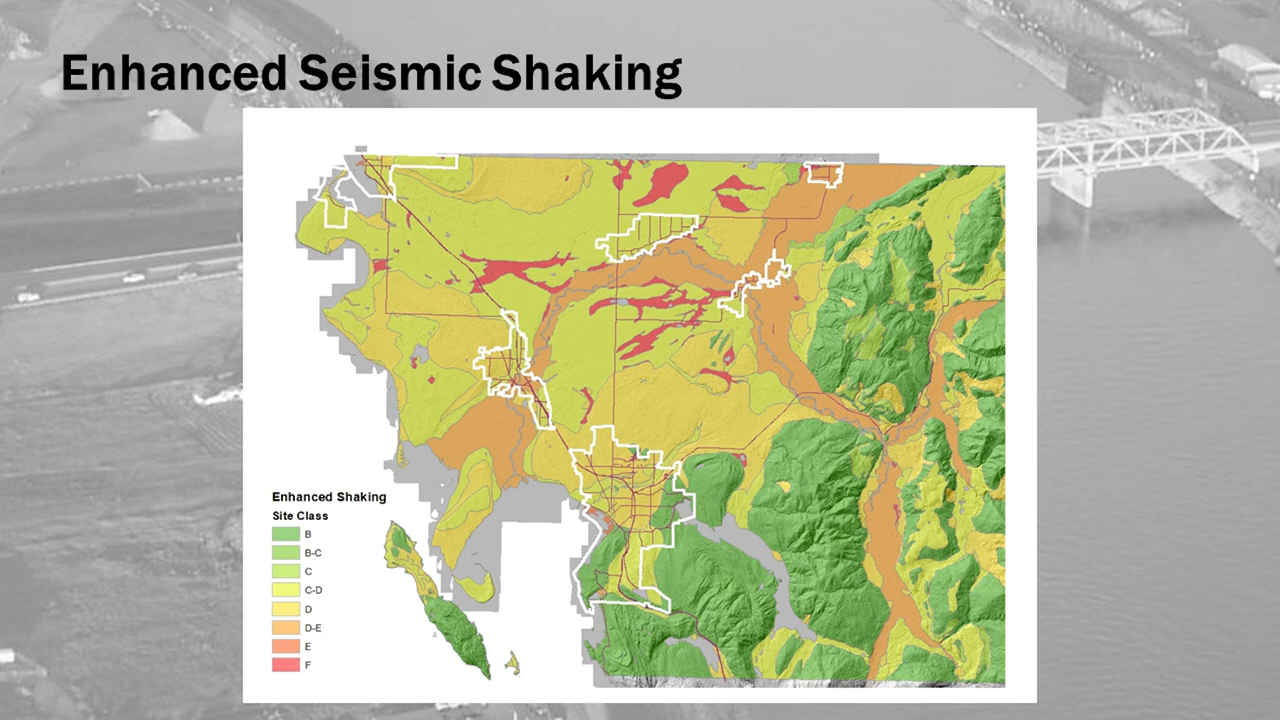 Enhanced Seismic Shaking
Enhanced Shaking
Site Class
B
B-C
C
C-D
D
D-E
E
F